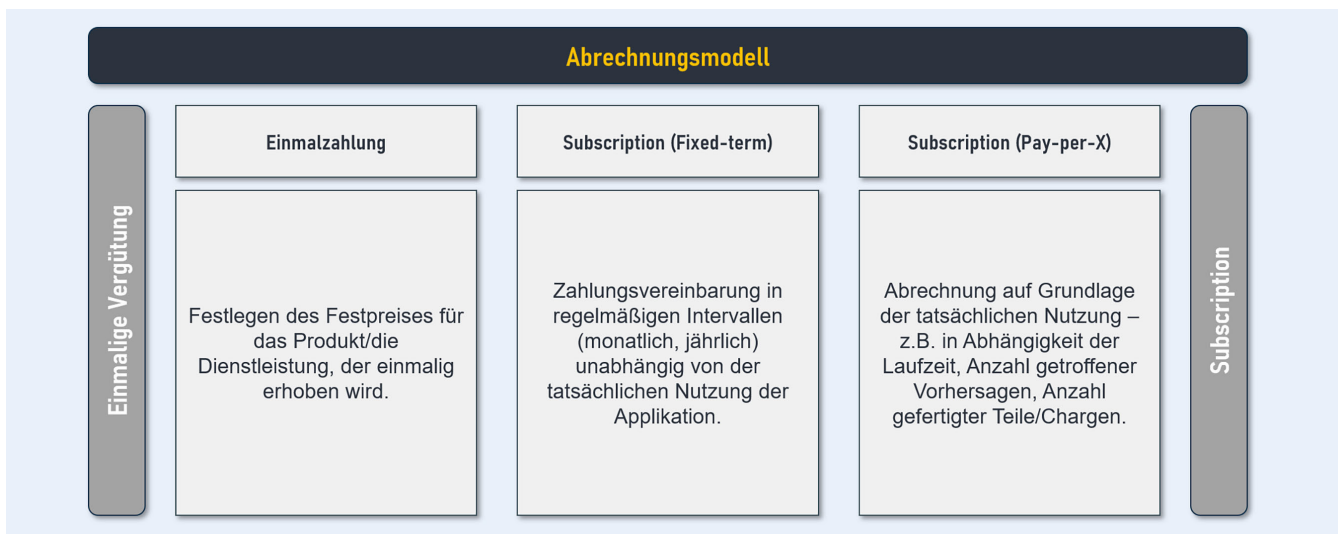 Abrechnungsmodell
Einmalige Vergütung
Einmalzahlung
Festlegen des Festpreises für
das Produkt/die
Dienstleistung, der einmalig
erhoben wird.
Subscription (Fixed-term)
Zahlungsvereinbarung in
regelmäßigen Intervallen
(monatlich, jährlich)
unabhängig von der
tatsächlichen Nutzung der
Applikation.
Subscription (Pay-per-X)
Abrechnung auf Grundlage
der tatsächlichen Nutzung –
z.B. in Abhängigkeit der
Laufzeit, Anzahl getroffener
Vorhersagen, Anzahl
gefertigter Teile/Chargen.
Subscription